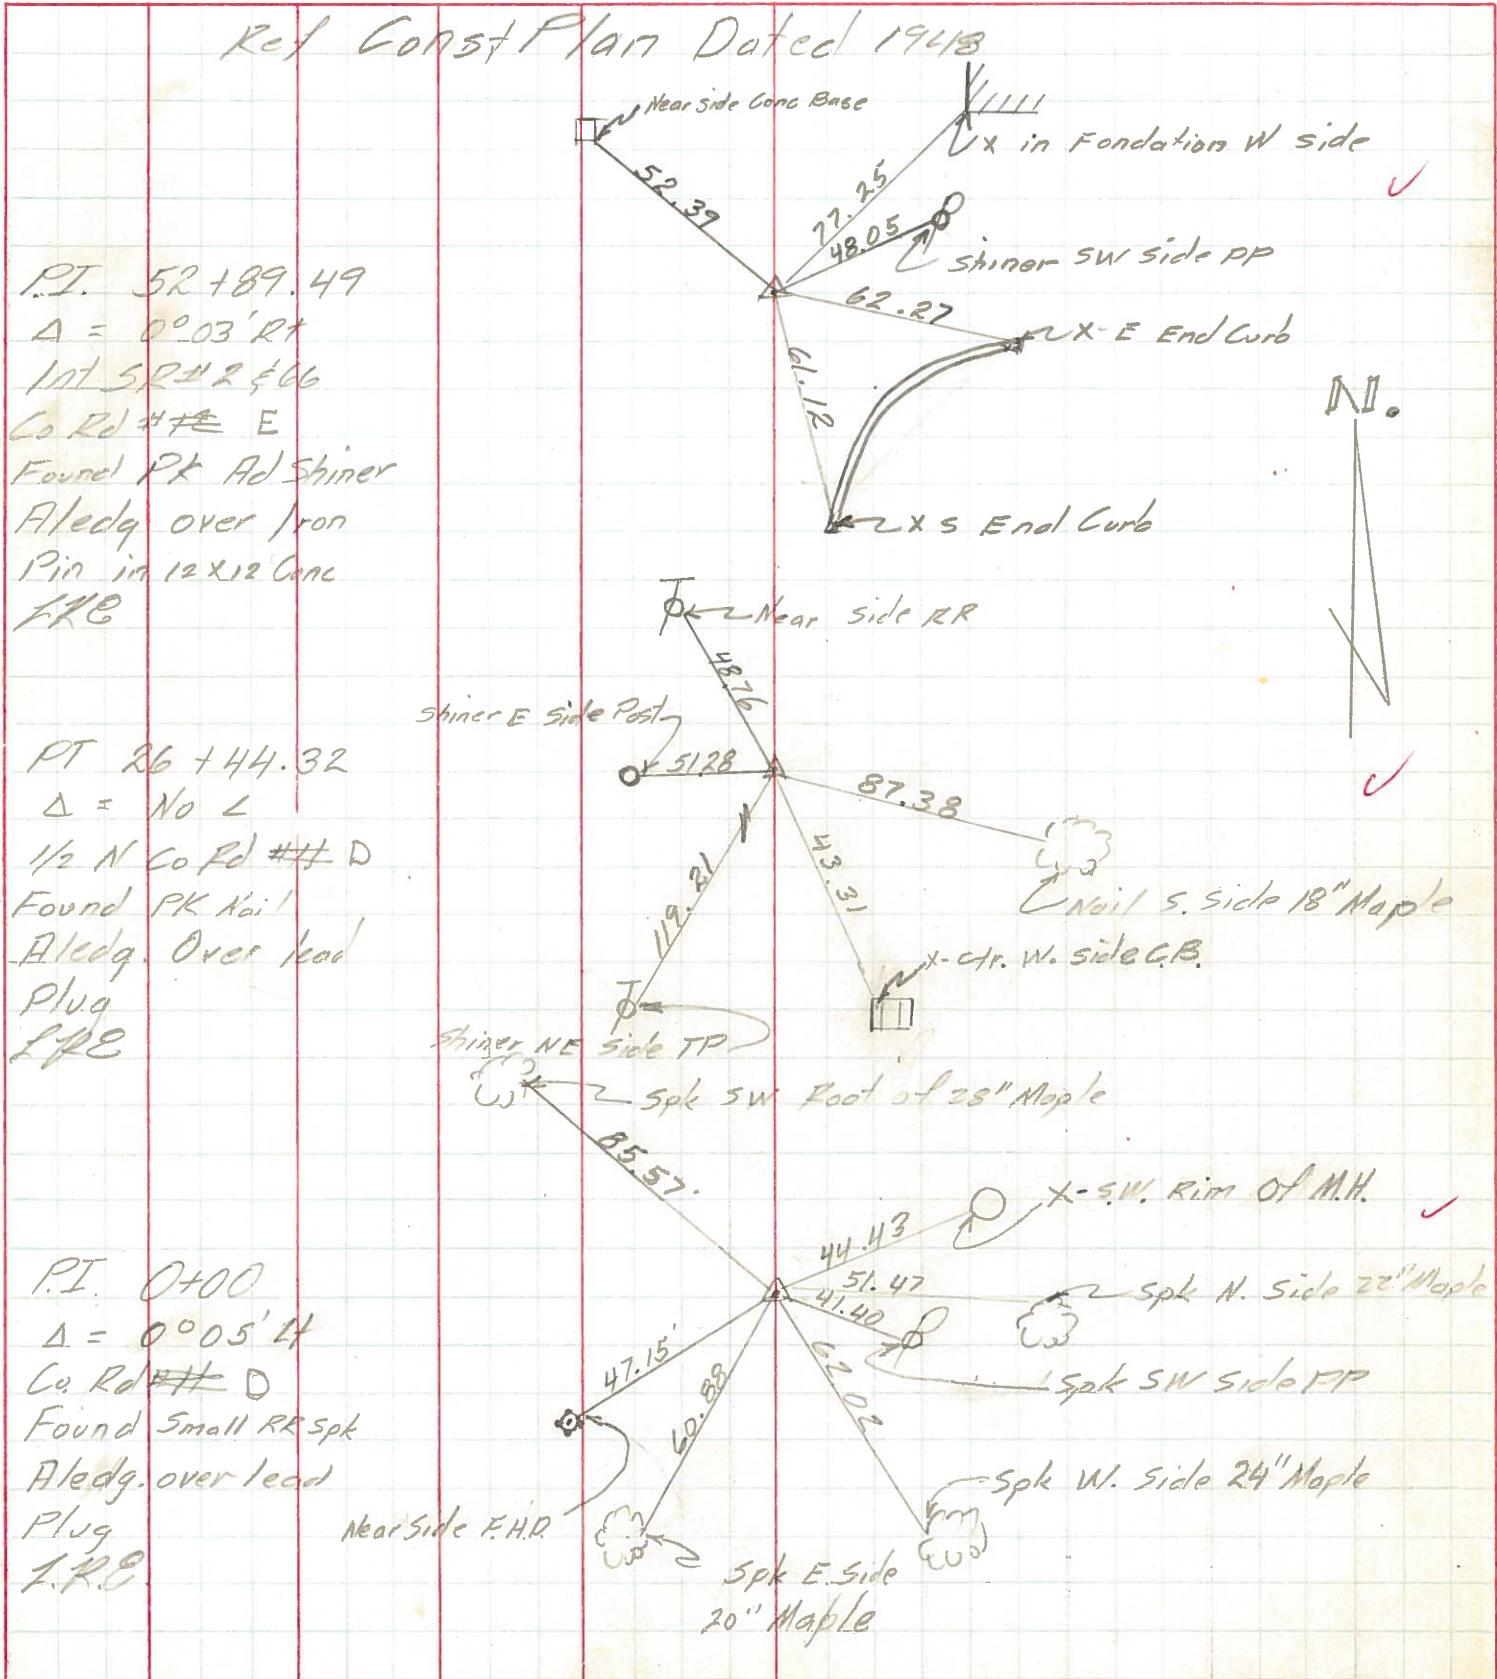 Ref Const Plan Dated 1948
Near side Conc Base
X in Fondation W side
52.39
77.25
48.05
Shiner SW side PP
P.I. 52+89.49
Δ = 0°03' Rt
Int SR #2 & 66
Co Rd # E
Found PK Ad Shiner
Aledg over Iron
Pin in 12 x 12 Conc
62.27
X-E End Curb
61.12
X S End Curb
N.
Near Side RR
48.76
Shiner E Side Post
51.28
PT 26+44.32
Δ = No ∠
1/2 N Co Rd D
Found PK Nail
Aledg. Over lead
Plug
87.38
Nail S. Side 18" Maple
43.31
X-Ctr. W. side C.B.
119.21
Shiner NE Side TP
Spk SW Root of 28" Maple
85.57
X-S.W. Rim Of M.H.
44.43
51.47
Spk N. Side 22" Maple
41.40
Spk SW Side PP
P.I. 0+00
Δ = 0°05' Lt
Co. Rd D
Found Small RR Spk
Aledg. over lead
Plug
L.R.E.
47.15'
Near Side F.HD.
60.88
Spk E. Side
20" Maple
62.02
Spk W. Side 24" Maple